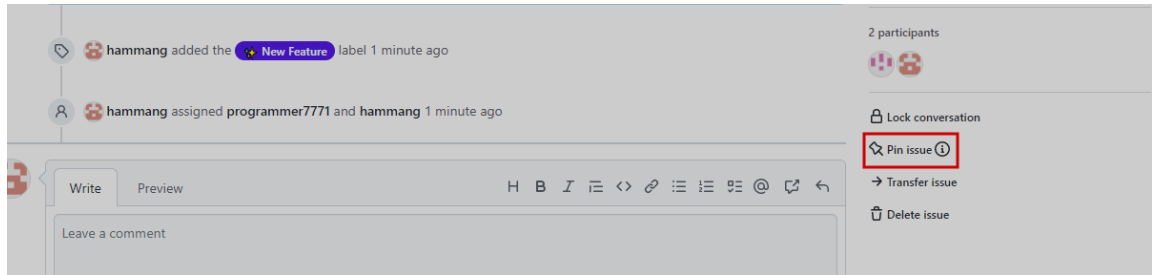 hammang added the ✨ New Feature label 1 minute ago
hammang assigned programmer7771 and hammang 1 minute ago
Write Preview
Leave a comment
2 participants
Lock conversation
Pin issue
Transfer issue
Delete issue